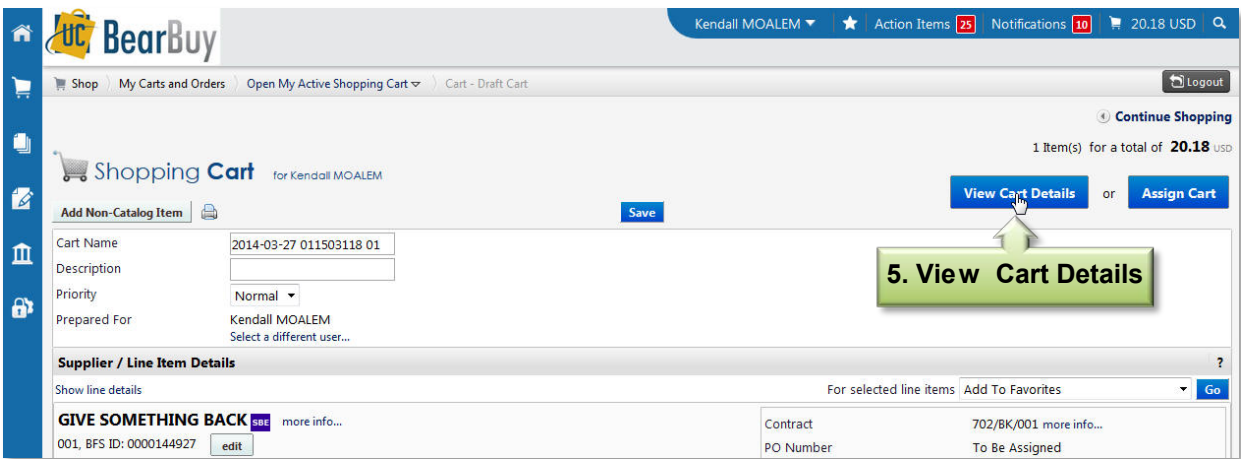 UC BearBuy
Kendall MOALEM Action Items 25 Notifications 10 20.18 USD
Shop My Carts and Orders Open My Active Shopping Cart Cart - Draft Cart Logout
Continue Shopping
1 Item(s) for a total of 20.18 USD
Shopping Cart for Kendall MOALEM
View Cart Details or Assign Cart
Add Non-Catalog Item Save
Cart Name 2014-03-27 011503118 01
5. View Cart Details
Description
Priority Normal
Prepared For Kendall MOALEM
Select a different user...
Supplier / Line Item Details ?
Show line details For selected line items Add To Favorites Go
GIVE SOMETHING BACK SBE more info... Contract 702/BK/001 more info...
001, BFS ID: 0000144927 edit PO Number To Be Assigned